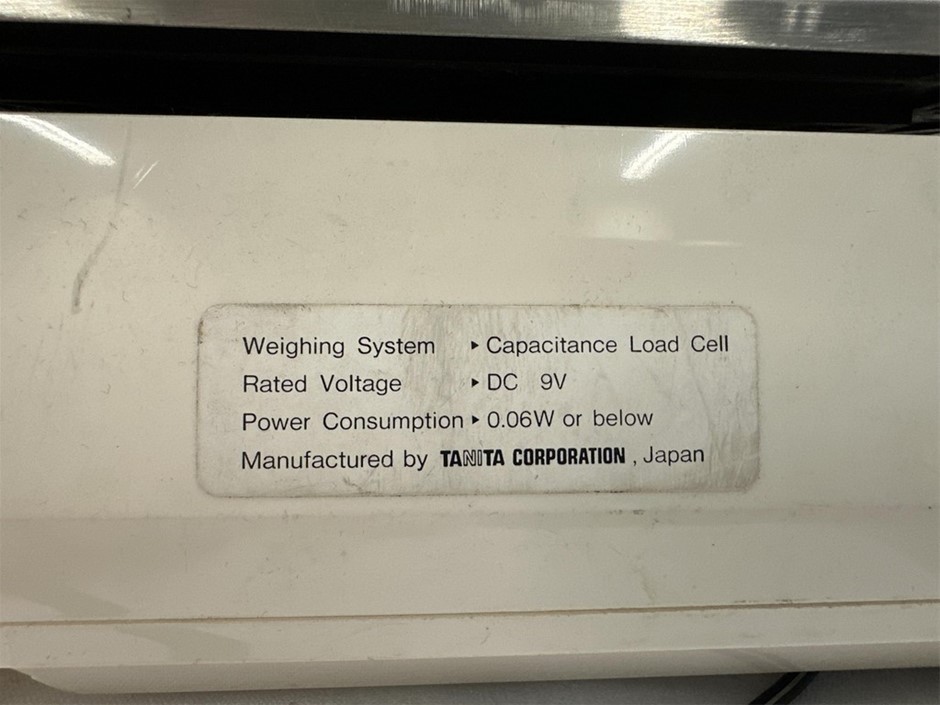 Weighing System ▸ Capacitance Load Cell
Rated Voltage ▸ DC 9V
Power Consumption ▸ 0.06W or below
Manufactured by TANITA CORPORATION , Japan